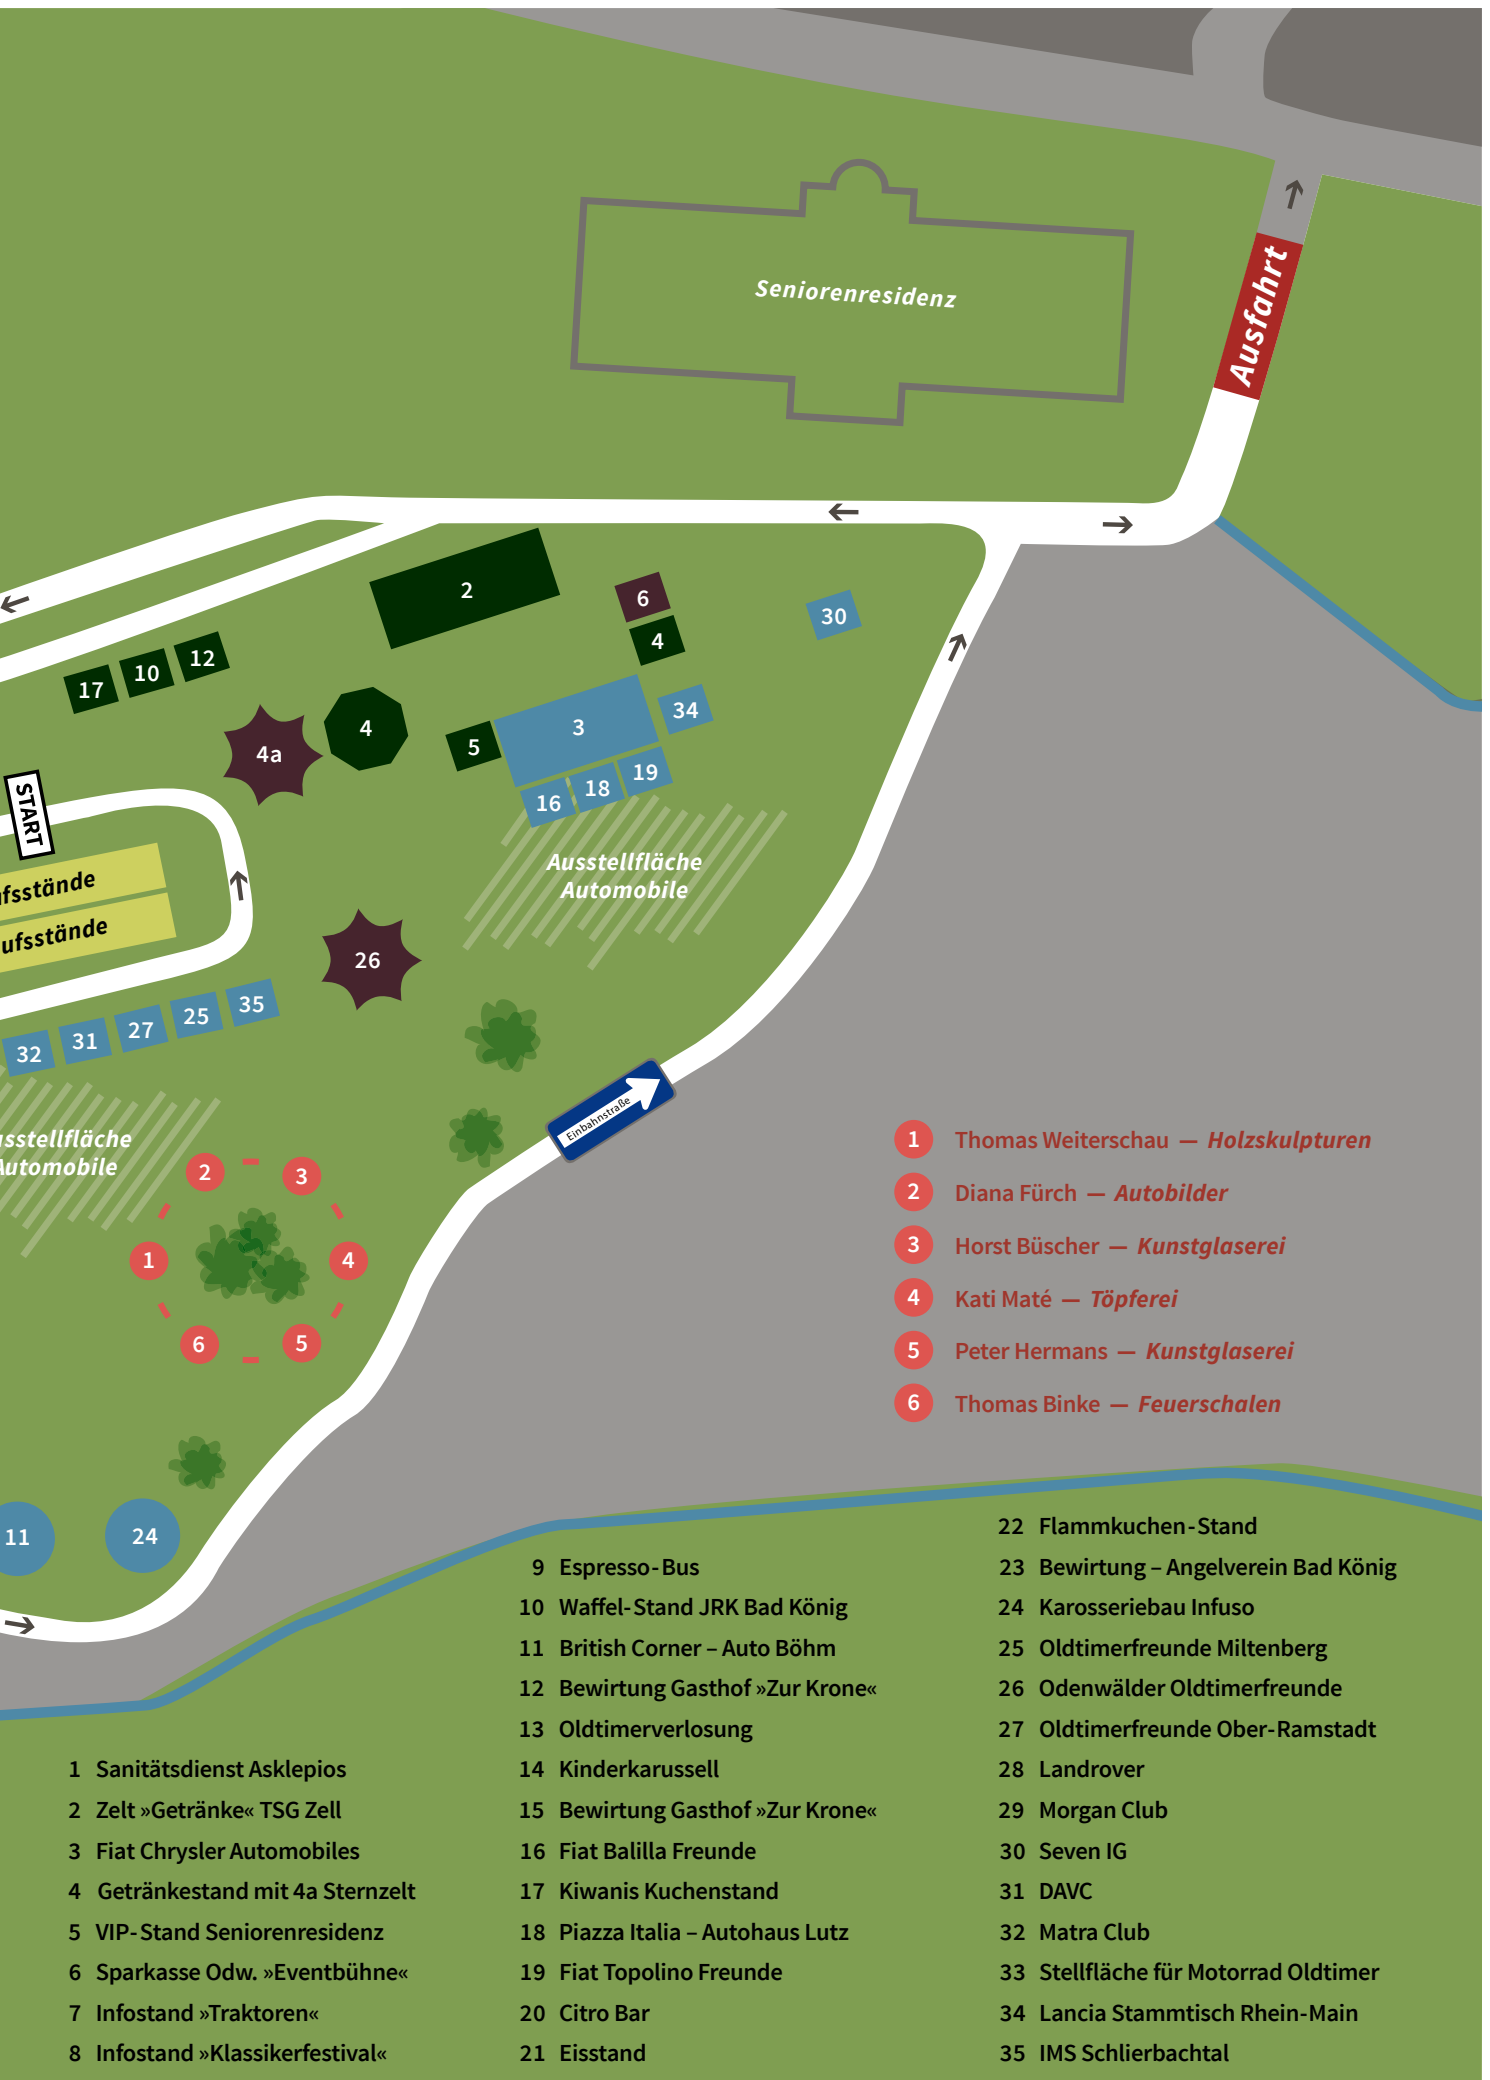 Seniorenresidenz
Ausfahrt
2
6
4
30
17
10
12
4a
4
5
3
34
16
18
19
START
Ausstellfläche
Automobile
fsstände
ufsstände
26
32
31
27
25
35
Einbahnstraße
sstellfläche
Automobile
2
3
1
4
6
5
11
24
1 Thomas Weiterschau — Holzskulpturen
2 Diana Fürch — Autobilder
3 Horst Büscher — Kunstglaserei
4 Kati Maté — Töpferei
5 Peter Hermans — Kunstglaserei
6 Thomas Binke — Feuerschalen
1 Sanitätsdienst Asklepios
2 Zelt »Getränke« TSG Zell
3 Fiat Chrysler Automobiles
4 Getränkestand mit 4a Sternzelt
5 VIP-Stand Seniorenresidenz
6 Sparkasse Odw. »Eventbühne«
7 Infostand »Traktoren«
8 Infostand »Klassikerfestival«
9 Espresso-Bus
10 Waffel-Stand JRK Bad König
11 British Corner – Auto Böhm
12 Bewirtung Gasthof »Zur Krone«
13 Oldtimerverlosung
14 Kinderkarussell
15 Bewirtung Gasthof »Zur Krone«
16 Fiat Balilla Freunde
17 Kiwanis Kuchenstand
18 Piazza Italia – Autohaus Lutz
19 Fiat Topolino Freunde
20 Citro Bar
21 Eisstand
22 Flammkuchen-Stand
23 Bewirtung – Angelverein Bad König
24 Karosseriebau Infuso
25 Oldtimerfreunde Miltenberg
26 Odenwälder Oldtimerfreunde
27 Oldtimerfreunde Ober-Ramstadt
28 Landrover
29 Morgan Club
30 Seven IG
31 DAVC
32 Matra Club
33 Stellfläche für Motorrad Oldtimer
34 Lancia Stammtisch Rhein-Main
35 IMS Schlierbachtal